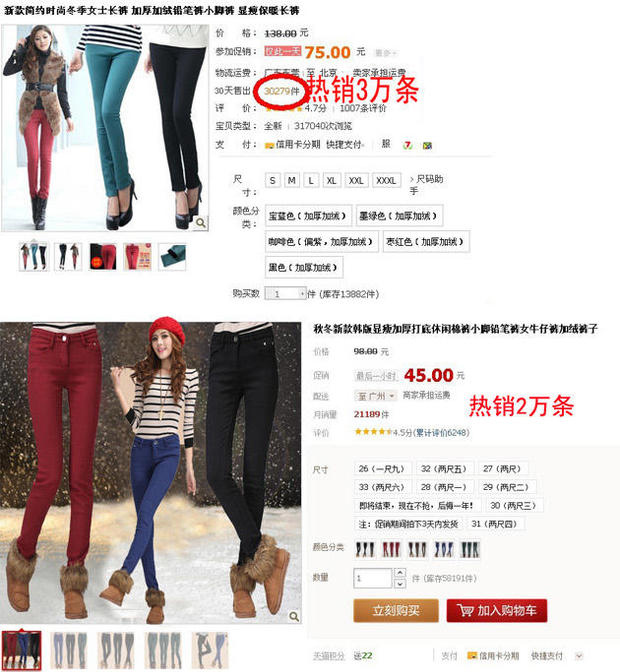 新款简约时尚冬季女士长裤 加厚加绒铅笔裤小脚裤 显瘦保暖长裤
价 格： 138.00 元
参加促销： 仅此一天 75.00 元 更多
物流运费： 广东东莞 至 北京 卖家承担运费
30天售出： 30279件 热销3万条
评 价： 4.7分 1007条评价
宝贝类型： 全新 317040次浏览
支 付： 信用卡分期 快捷支付 服 7
尺寸： S M L XL XXL XXXL > 尺码助手
颜色分类： 宝蓝色（加厚加绒） 墨绿色（加厚加绒）
咖啡色（偏紫，加厚加绒） 枣红色（加厚加绒）
黑色（加厚加绒）
购买数 1 件 (库存13882件)
秋冬新款韩版显瘦加厚打底休闲棉裤小脚铅笔裤女牛仔裤加绒裤子
价格 98.00 元
促销 最后一小时 45.00 元
配送 至 广州 商家承担运费
月销量 21189 件 热销2万条
评价 4.5分(累计评价6248)
尺寸 26（一尺九） 32（两尺五） 27（两尺）
33（两尺六） 28（两尺一） 29（两尺二）
即将结束，现在不抢，后悔一年！ 30（两尺三）
注：促销期间拍下3天内发货 31（两尺四）
颜色分类
数量 1 件 (库存58191件)
立刻购买 加入购物车
天猫积分 送22 支付 信用卡分期 快捷支付